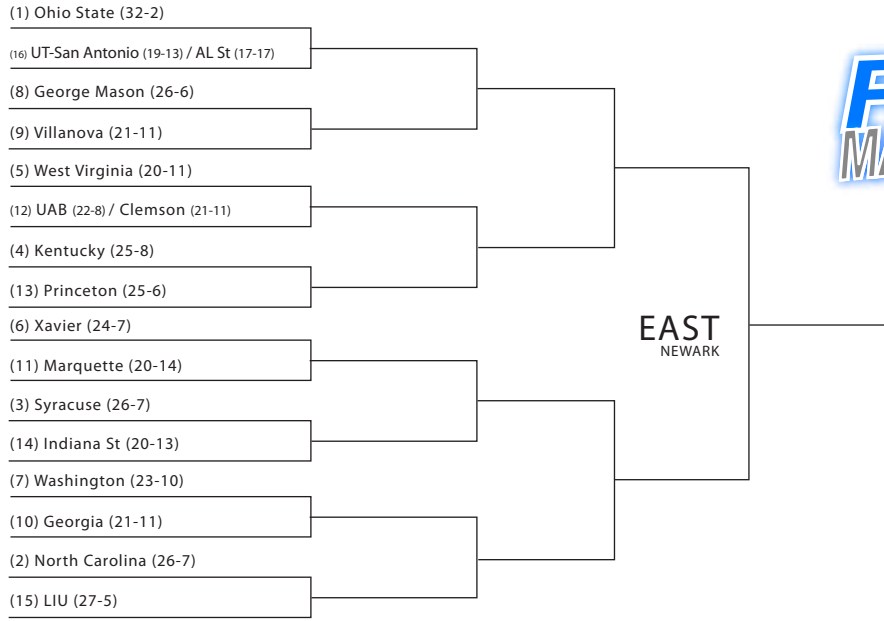 (1) Ohio State (32-2)
(16) UT-San Antonio (19-13) / AL St (17-17)
(8) George Mason (26-6)
(9) Villanova (21-11)
(5) West Virginia (20-11)
(12) UAB (22-8) / Clemson (21-11)
(4) Kentucky (25-8)
(13) Princeton (25-6)
(6) Xavier (24-7)
EAST
NEWARK
(11) Marquette (20-14)
(3) Syracuse (26-7)
(14) Indiana St (20-13)
(7) Washington (23-10)
(10) Georgia (21-11)
(2) North Carolina (26-7)
(15) LIU (27-5)